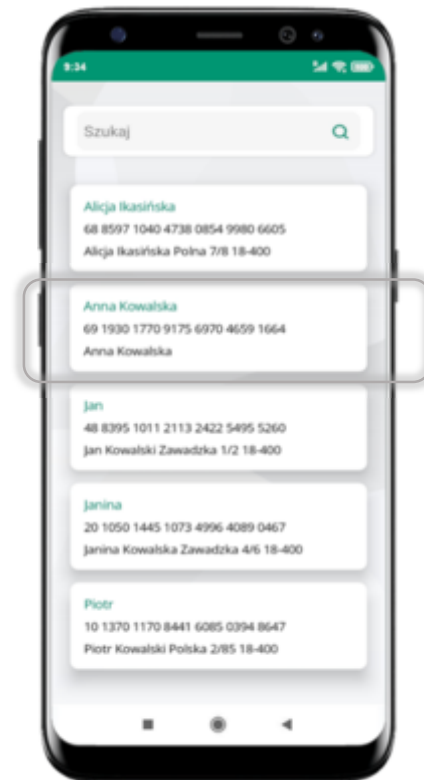 9:34
Szukaj
Alicja Ikasińska
68 8597 1040 4738 0854 9980 6605
Alicja Ikasińska Polna 7/8 18-400
Anna Kowalska
69 1930 1770 9175 6970 4659 1664
Anna Kowalska
Jan
48 8395 1011 2113 2422 5495 5260
Jan Kowalski Zawadzka 1/2 18-400
Janina
20 1050 1445 1073 4996 4089 0467
Janina Kowalska Zawadzka 4/6 18-400
Piotr
10 1370 1170 8441 6085 0394 8647
Piotr Kowalski Polska 2/85 18-400